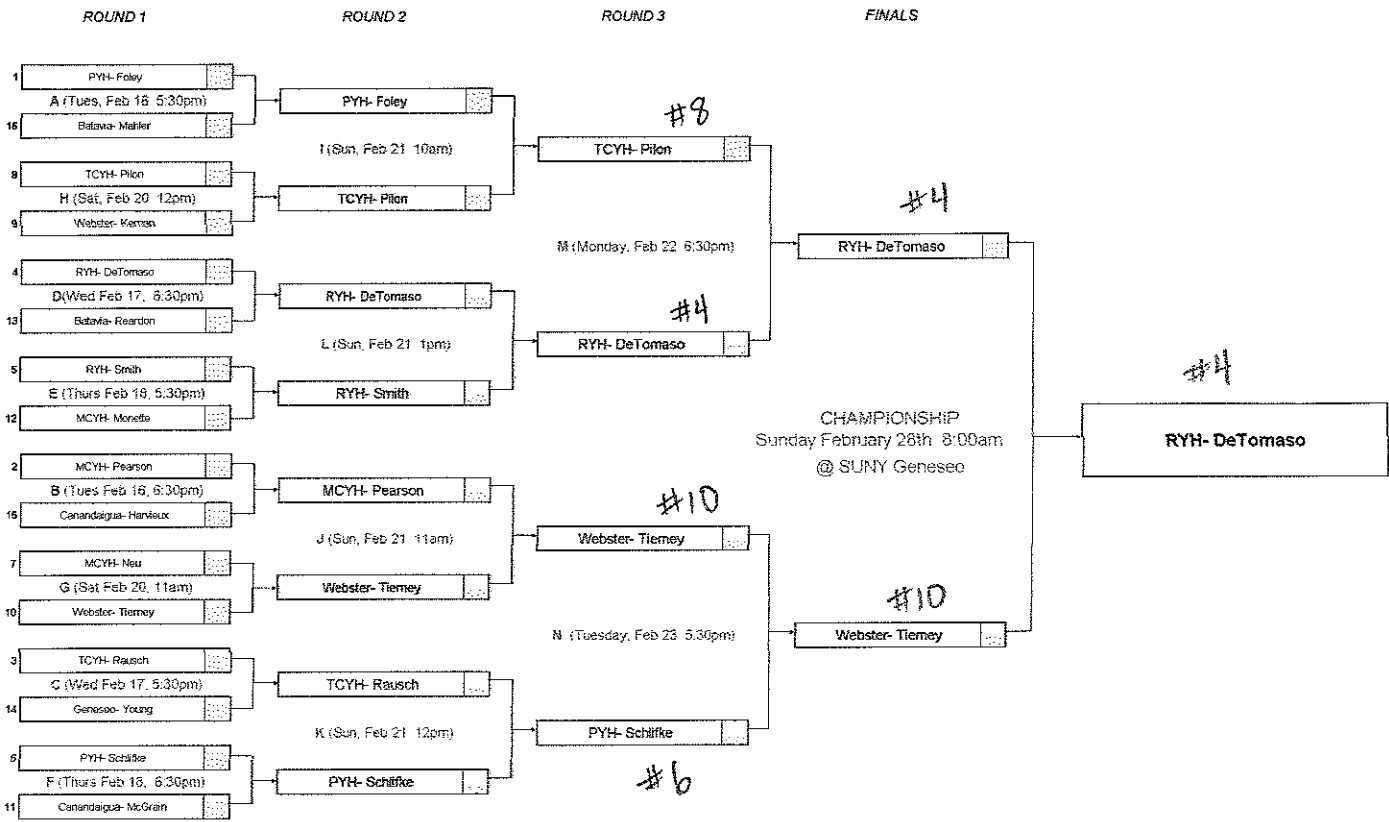 ROUND 1
ROUND 2
ROUND 3
FINALS
1 PYH- Foley
A (Tues, Feb 16 5:30pm)
16 Batavia- Mahler
8 TCYH- Pilon
H (Sat, Feb 20 12pm)
9 Webster- Kernan
4 RYH- DeTomaso
D(Wed Feb 17, 6:30pm)
13 Batavia- Reardon
5 RYH- Smith
E (Thurs Feb 18, 5:30pm)
12 MCYH- Monette
2 MCYH- Pearson
B (Tues Feb 16, 6:30pm)
15 Canandaigua- Harvieux
7 MCYH- Neu
G (Sat Feb 20, 11am)
10 Webster- Tierney
3 TCYH- Rausch
C (Wed Feb 17, 5:30pm)
14 Geneseo- Young
6 PYH- Schlifke
F (Thurs Feb 18, 6:30pm)
11 Canandaigua- McGrain
PYH- Foley
I (Sun, Feb 21 10am)
TCYH- Pilon
RYH- DeTomaso
L (Sun, Feb 21 1pm)
RYH- Smith
MCYH- Pearson
J (Sun, Feb 21 11am)
Webster- Tierney
TCYH- Rausch
K (Sun, Feb 21 12pm)
PYH- Schlifke
#8
TCYH- Pilon
M (Monday, Feb 22 6:30pm)
#4
RYH- DeTomaso
#10
Webster- Tierney
N (Tuesday, Feb 23 5:30pm)
PYH- Schlifke
#6
#4
RYH- DeTomaso
CHAMPIONSHIP
Sunday February 28th 8:00am
@ SUNY Geneseo
#10
Webster- Tierney
#4
RYH- DeTomaso